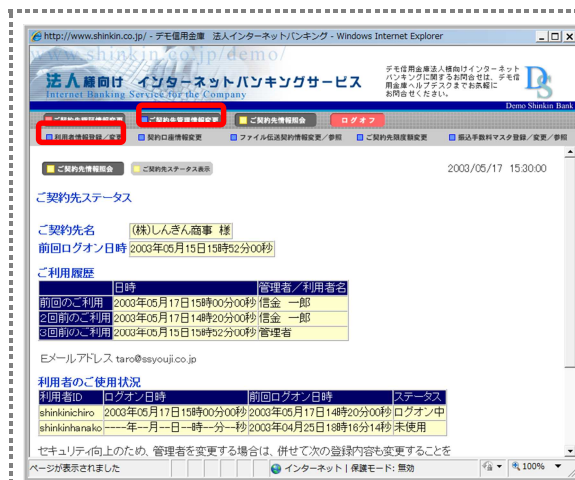 http://www.shinkin.co.jp/ - デモ信用金庫 法人インターネットバンキング - Windows Internet Explorer
www.shinkin.co.jp/demo/
法人様向け インターネットバンキングサービス
Internet Banking Service for the Company
デモ信用金庫法人様向けインターネット
バンキングに関するお問合せは、デモ信
用金庫ヘルプデスクまでお気軽に
お問合せください。
Demo Shinkin Bank
ご契約先管理情報変更 ご契約先情報照会 ログオフ
利用者情報登録/変更 契約口座情報変更 ファイル伝送契約情報変更/参照 ご契約先限度額変更 振込手数料マスタ登録/変更/参照
ご契約先情報照会 ご契約先ステータス表示 2003/05/17 15:30:00
ご契約先ステータス
ご契約先名 (株)しんきん商事 様
前回ログオン日時 2003年05月15日15時52分00秒
ご利用履歴
日時 管理者/利用者名
前回のご利用 2003年05月17日15時00分00秒 信金 一郎
2回前のご利用 2003年05月17日14時20分00秒 信金 一郎
3回前のご利用 2003年05月15日15時52分00秒 管理者
Eメールアドレス taro@ssyouji.co.jp
利用者のご使用状況
利用者ID ログオン日時 前回ログオン日時 ステータス
shinkinichiro 2003年05月17日15時00分00秒 2003年05月17日14時20分00秒 ログオン中
shinkinhanako ----年--月--日--時--分--秒 2003年04月25日18時16分14秒 未使用
セキュリティ向上のため、管理者を変更する場合は、併せて次の登録内容も変更することを
ページが表示されました インターネット | 保護モード: 無効 100%